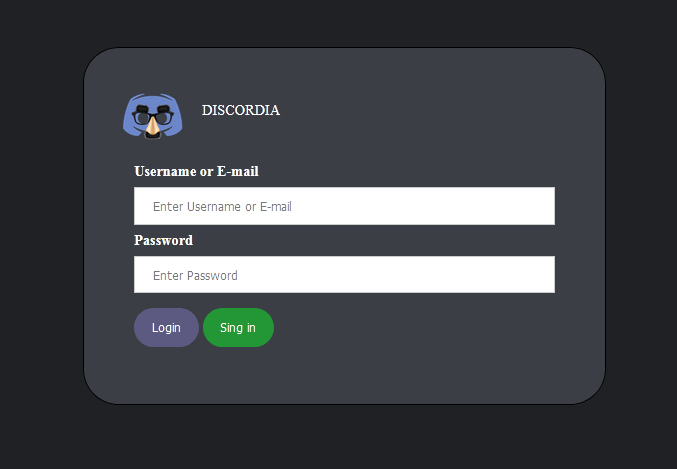 DISCORDIA
Username or E-mail
Enter Username or E-mail
Password
Enter Password
Login Sing in